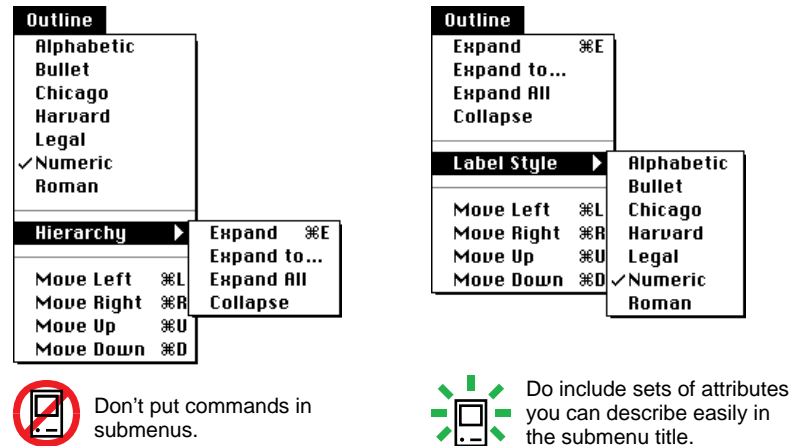 Outline
Alphabetic
Bullet
Chicago
Harvard
Legal
✓Numeric
Roman
Hierarchy ▶
Expand ⌘E
Expand to...
Expand All
Collapse
Move Left ⌘L
Move Right ⌘R
Move Up ⌘U
Move Down ⌘D
Don't put commands in
submenus.
Outline
Expand ⌘E
Expand to...
Expand All
Collapse
Label Style ▶
Alphabetic
Bullet
Chicago
Harvard
Legal
✓Numeric
Roman
Move Left ⌘L
Move Right ⌘R
Move Up ⌘U
Move Down ⌘D
Do include sets of attributes
you can describe easily in
the submenu title.